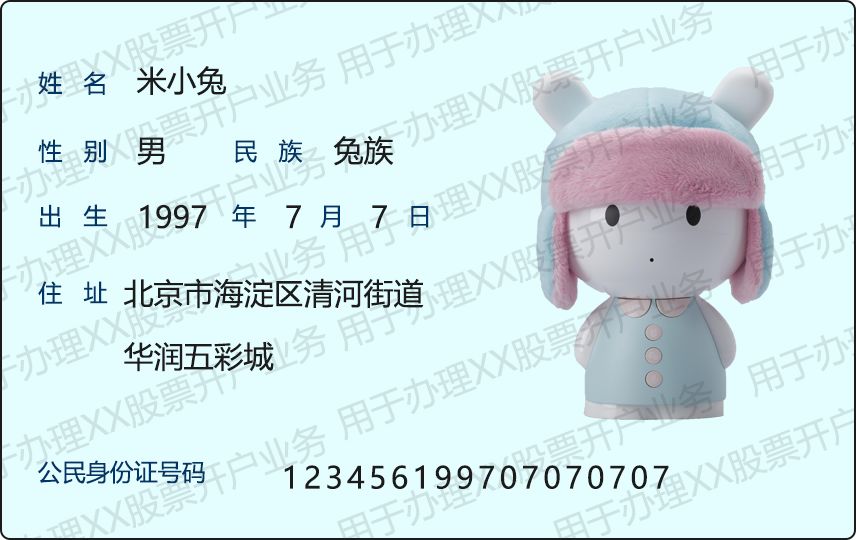 姓 名 米小兔
性 别 男 民 族 兔族
出 生 1997 年 7 月 7 日
住 址 北京市海淀区清河街道
华润五彩城
公民身份证号码 123456199707070707
用于办理XX股票开户业务